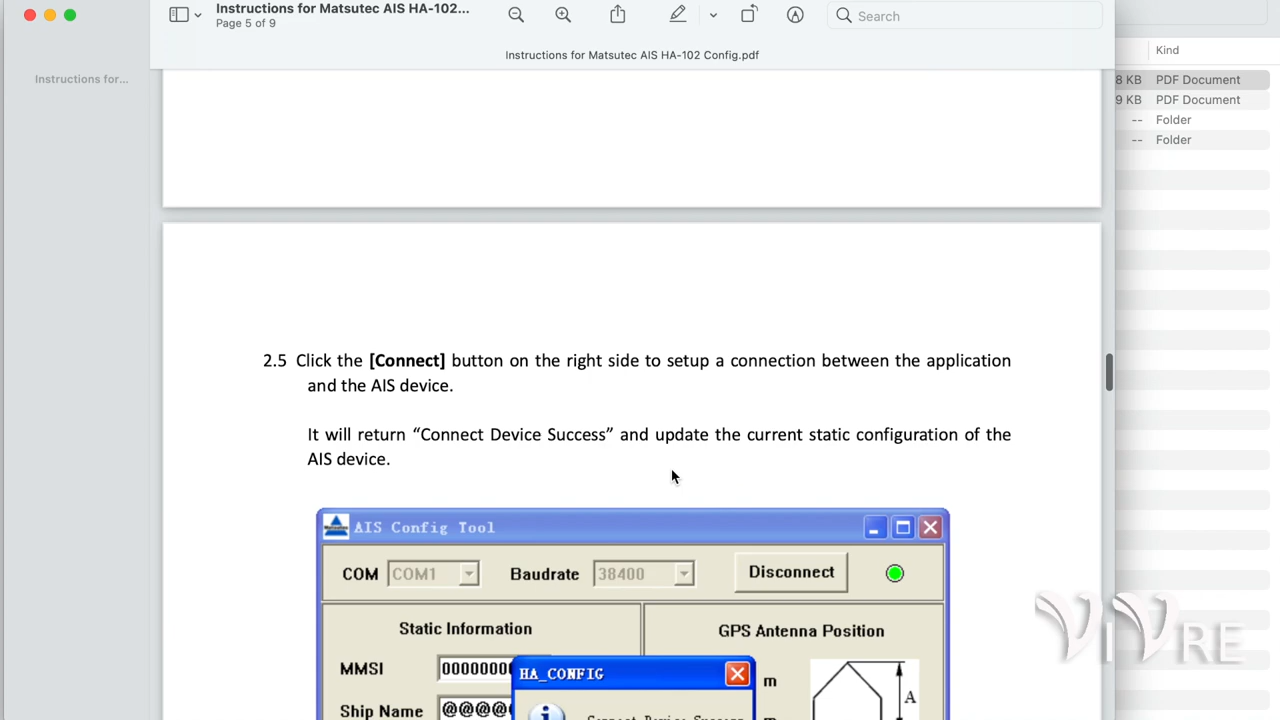 Instructions for Matsutec AIS HA-102...
Page 5 of 9
Search
Instructions for Matsutec AIS HA-102 Config.pdf
Instructions for...
Kind
8 KB PDF Document
9 KB PDF Document
-- Folder
-- Folder
2.5 Click the [Connect] button on the right side to setup a connection between the application
and the AIS device.
It will return “Connect Device Success” and update the current static configuration of the
AIS device.
AIS Config Tool
COM COM1 Baudrate 38400 Disconnect
Static Information
GPS Antenna Position
MMSI 0000000
HA_CONFIG
m
A
Ship Name @@@@
Connect Device Success
ViVRE